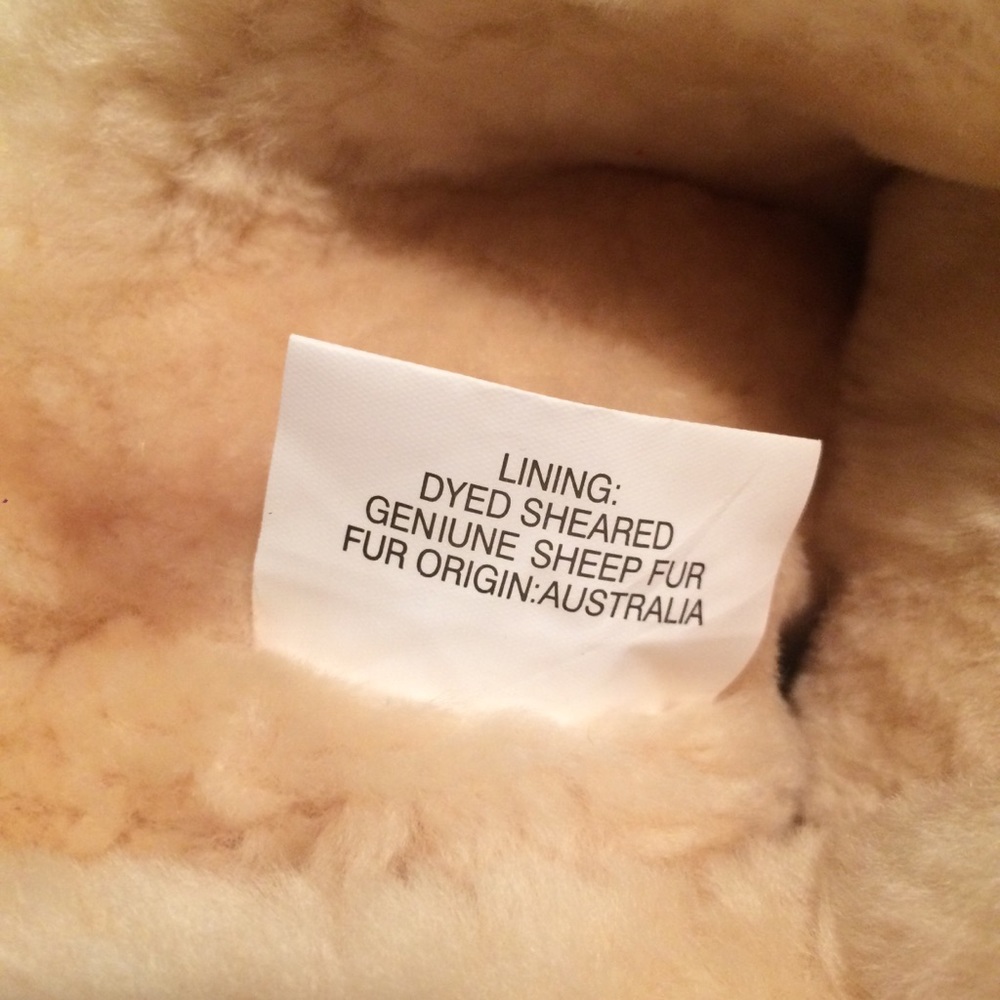 LINING:
DYED SHEARED
GENIUNE SHEEP FUR
FUR ORIGIN:AUSTRALIA